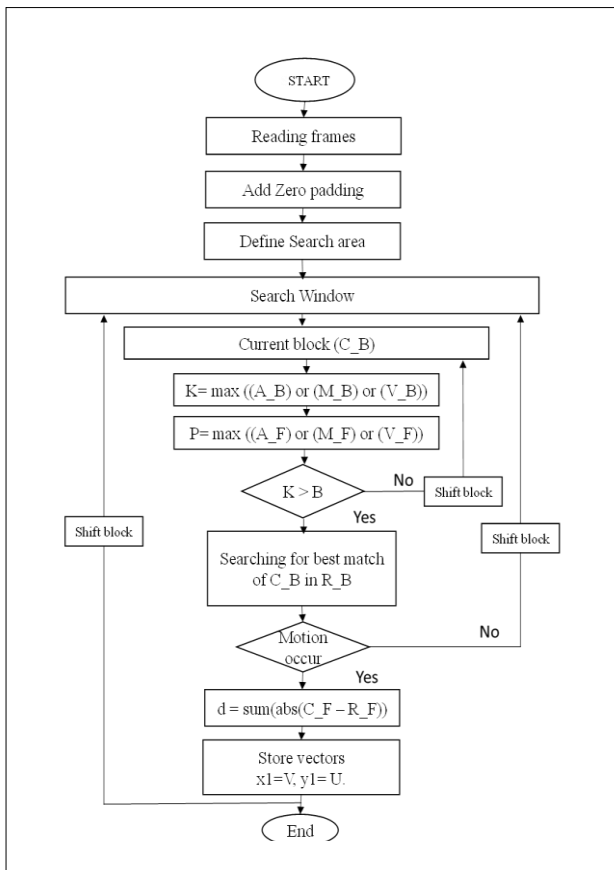 START
Reading frames
Add Zero padding
Define Search area
Search Window
Current block (C_B)
K= max ((A_B) or (M_B) or (V_B))
P= max ((A_F) or (M_F) or (V_F))
K > B
No
Shift block
Yes
Searching for best match
of C_B in R_B
Shift block
Shift block
Motion
occur
No
Yes
d = sum(abs(C_F – R_F))
Store vectors
x1=V, y1= U.
End